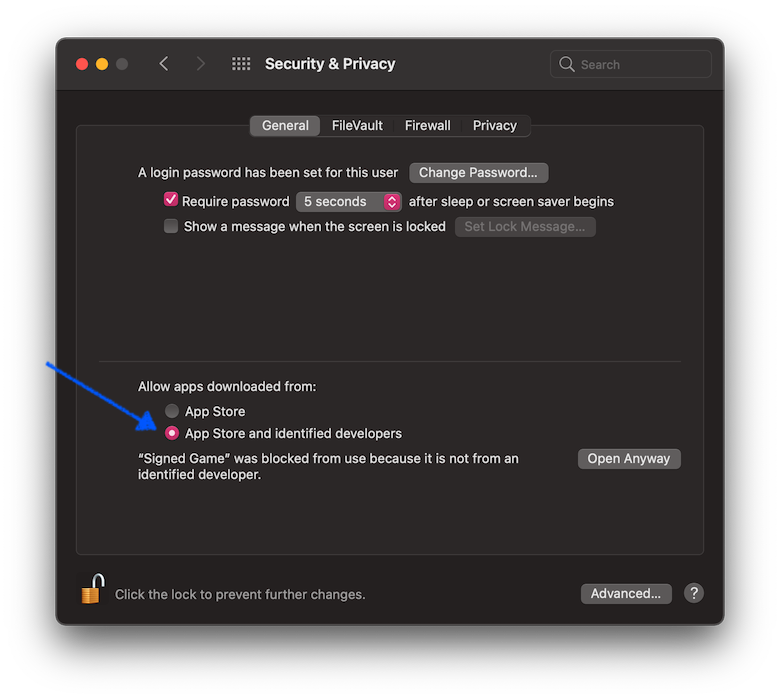 Security & Privacy
Search
General FileVault Firewall Privacy
A login password has been set for this user Change Password...
Require password 5 seconds after sleep or screen saver begins
Show a message when the screen is locked Set Lock Message...
Allow apps downloaded from:
App Store
App Store and identified developers
“Signed Game” was blocked from use because it is not from an
identified developer.
Open Anyway
Click the lock to prevent further changes.
Advanced...
?